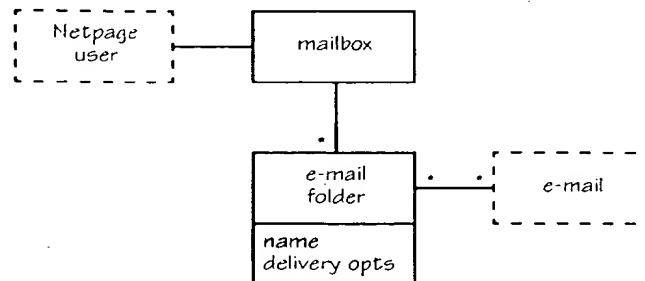 Netpage
user
mailbox
e-mail
folder
e-mail
name
delivery opts